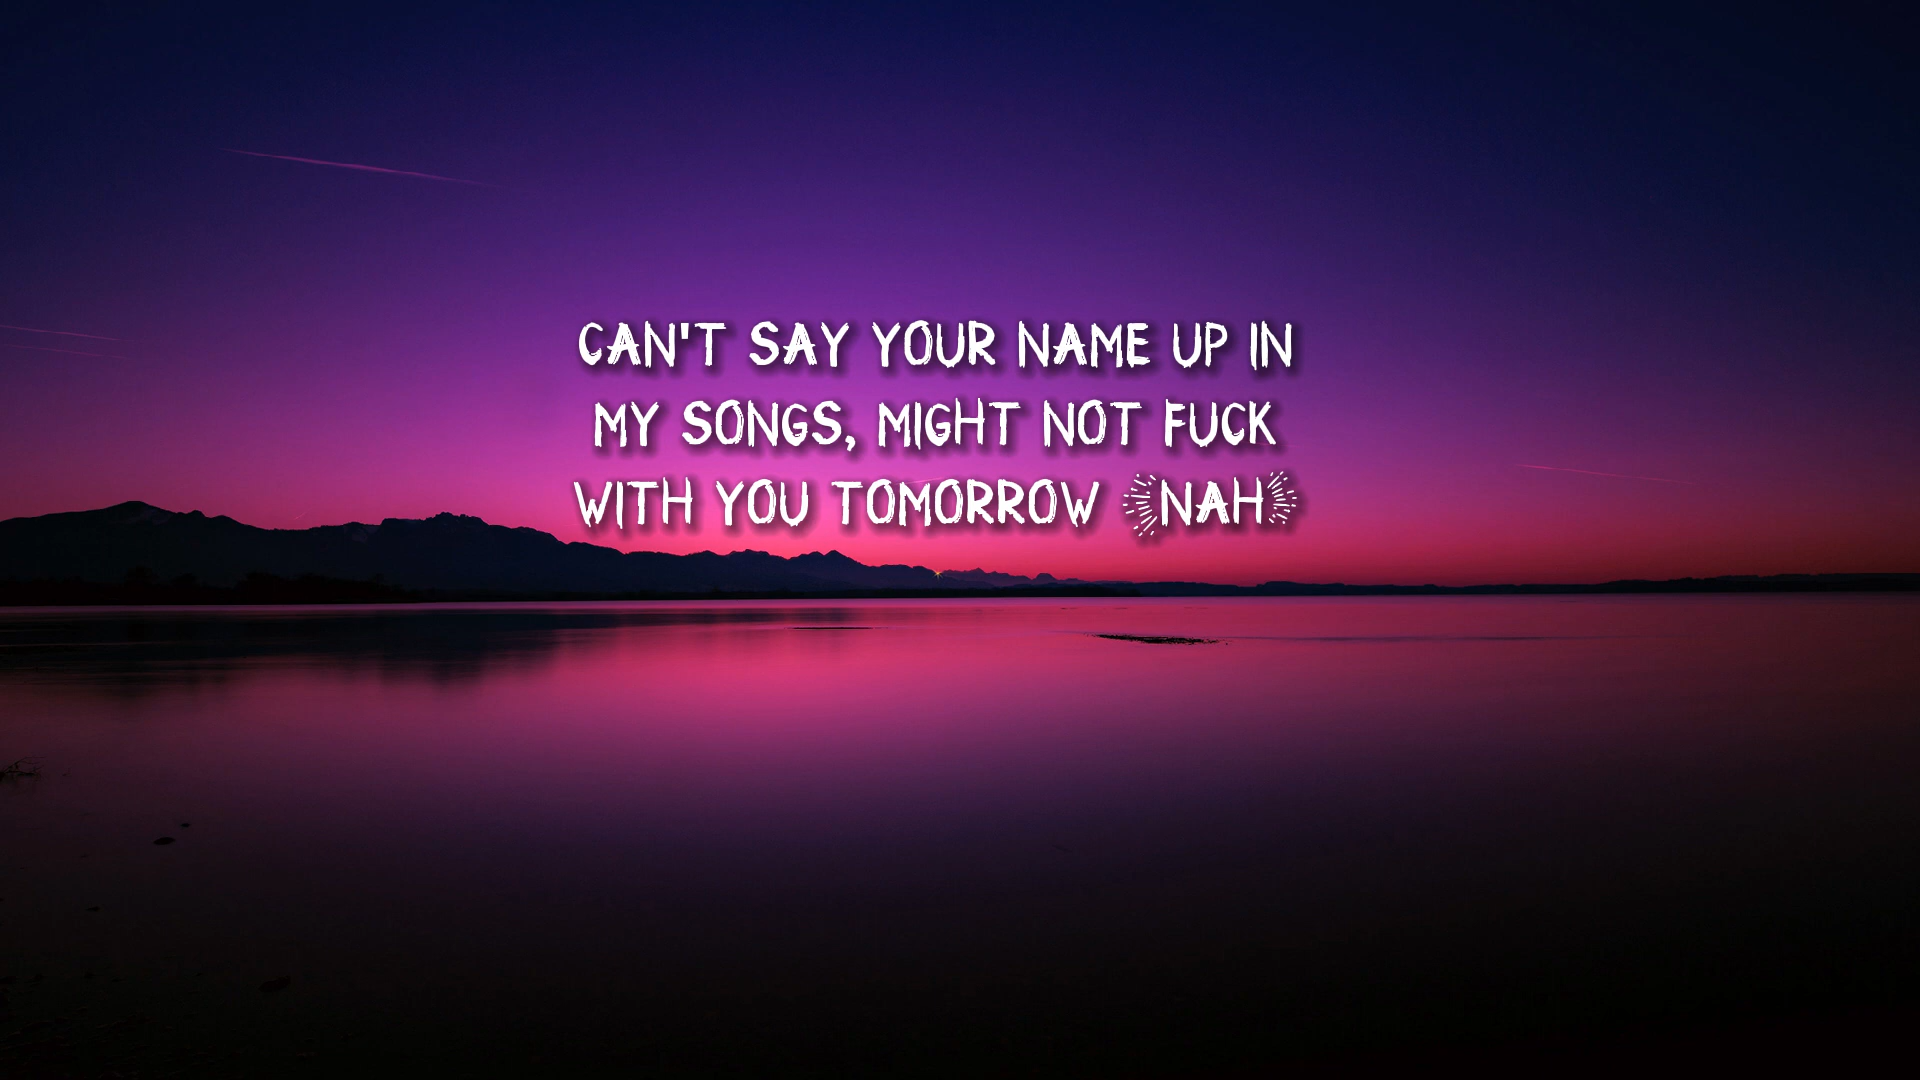 CAN'T SAY YOUR NAME UP IN
MY SONGS, MIGHT NOT FUCK
WITH YOU TOMORROW (NAH)